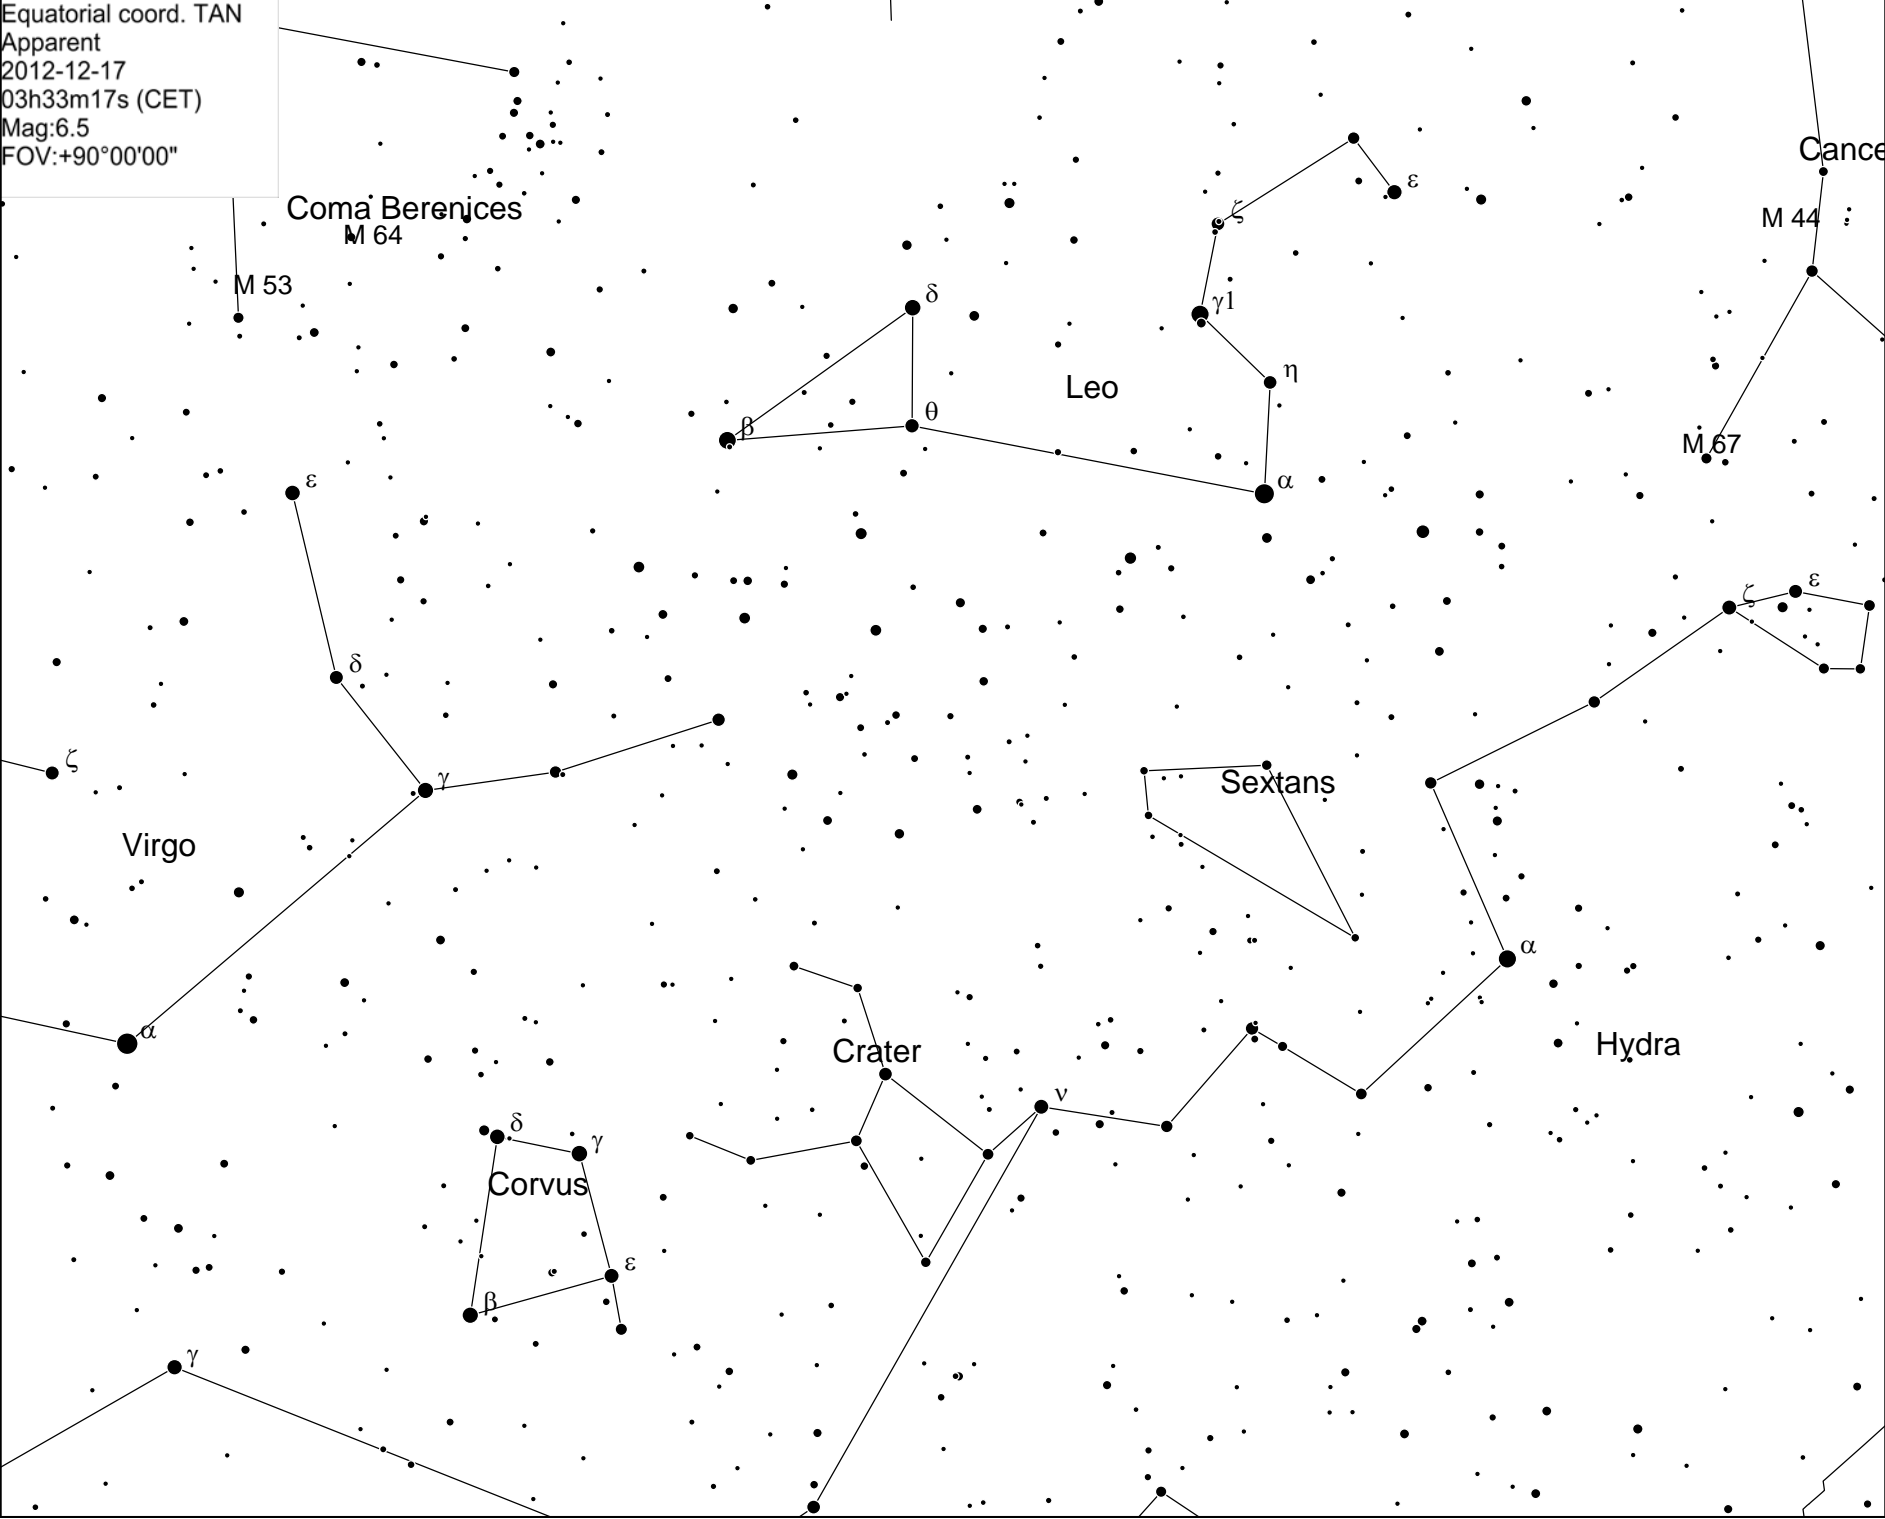 Equatorial coord. TAN
Apparent
2012-12-17
03h33m17s (CET)
Mag:6.5
FOV:+90°00'00"
Cance
ε
Coma Berenices
ζ
M 44
M 64
M 53
δ
γ1
η
Leo
θ
β
M 67
ε
α
ε
ζ
δ
ζ
γ
Sextans
Virgo
α
α
Crater
Hydra
ν
δ
γ
Corvus
ε
β
γ